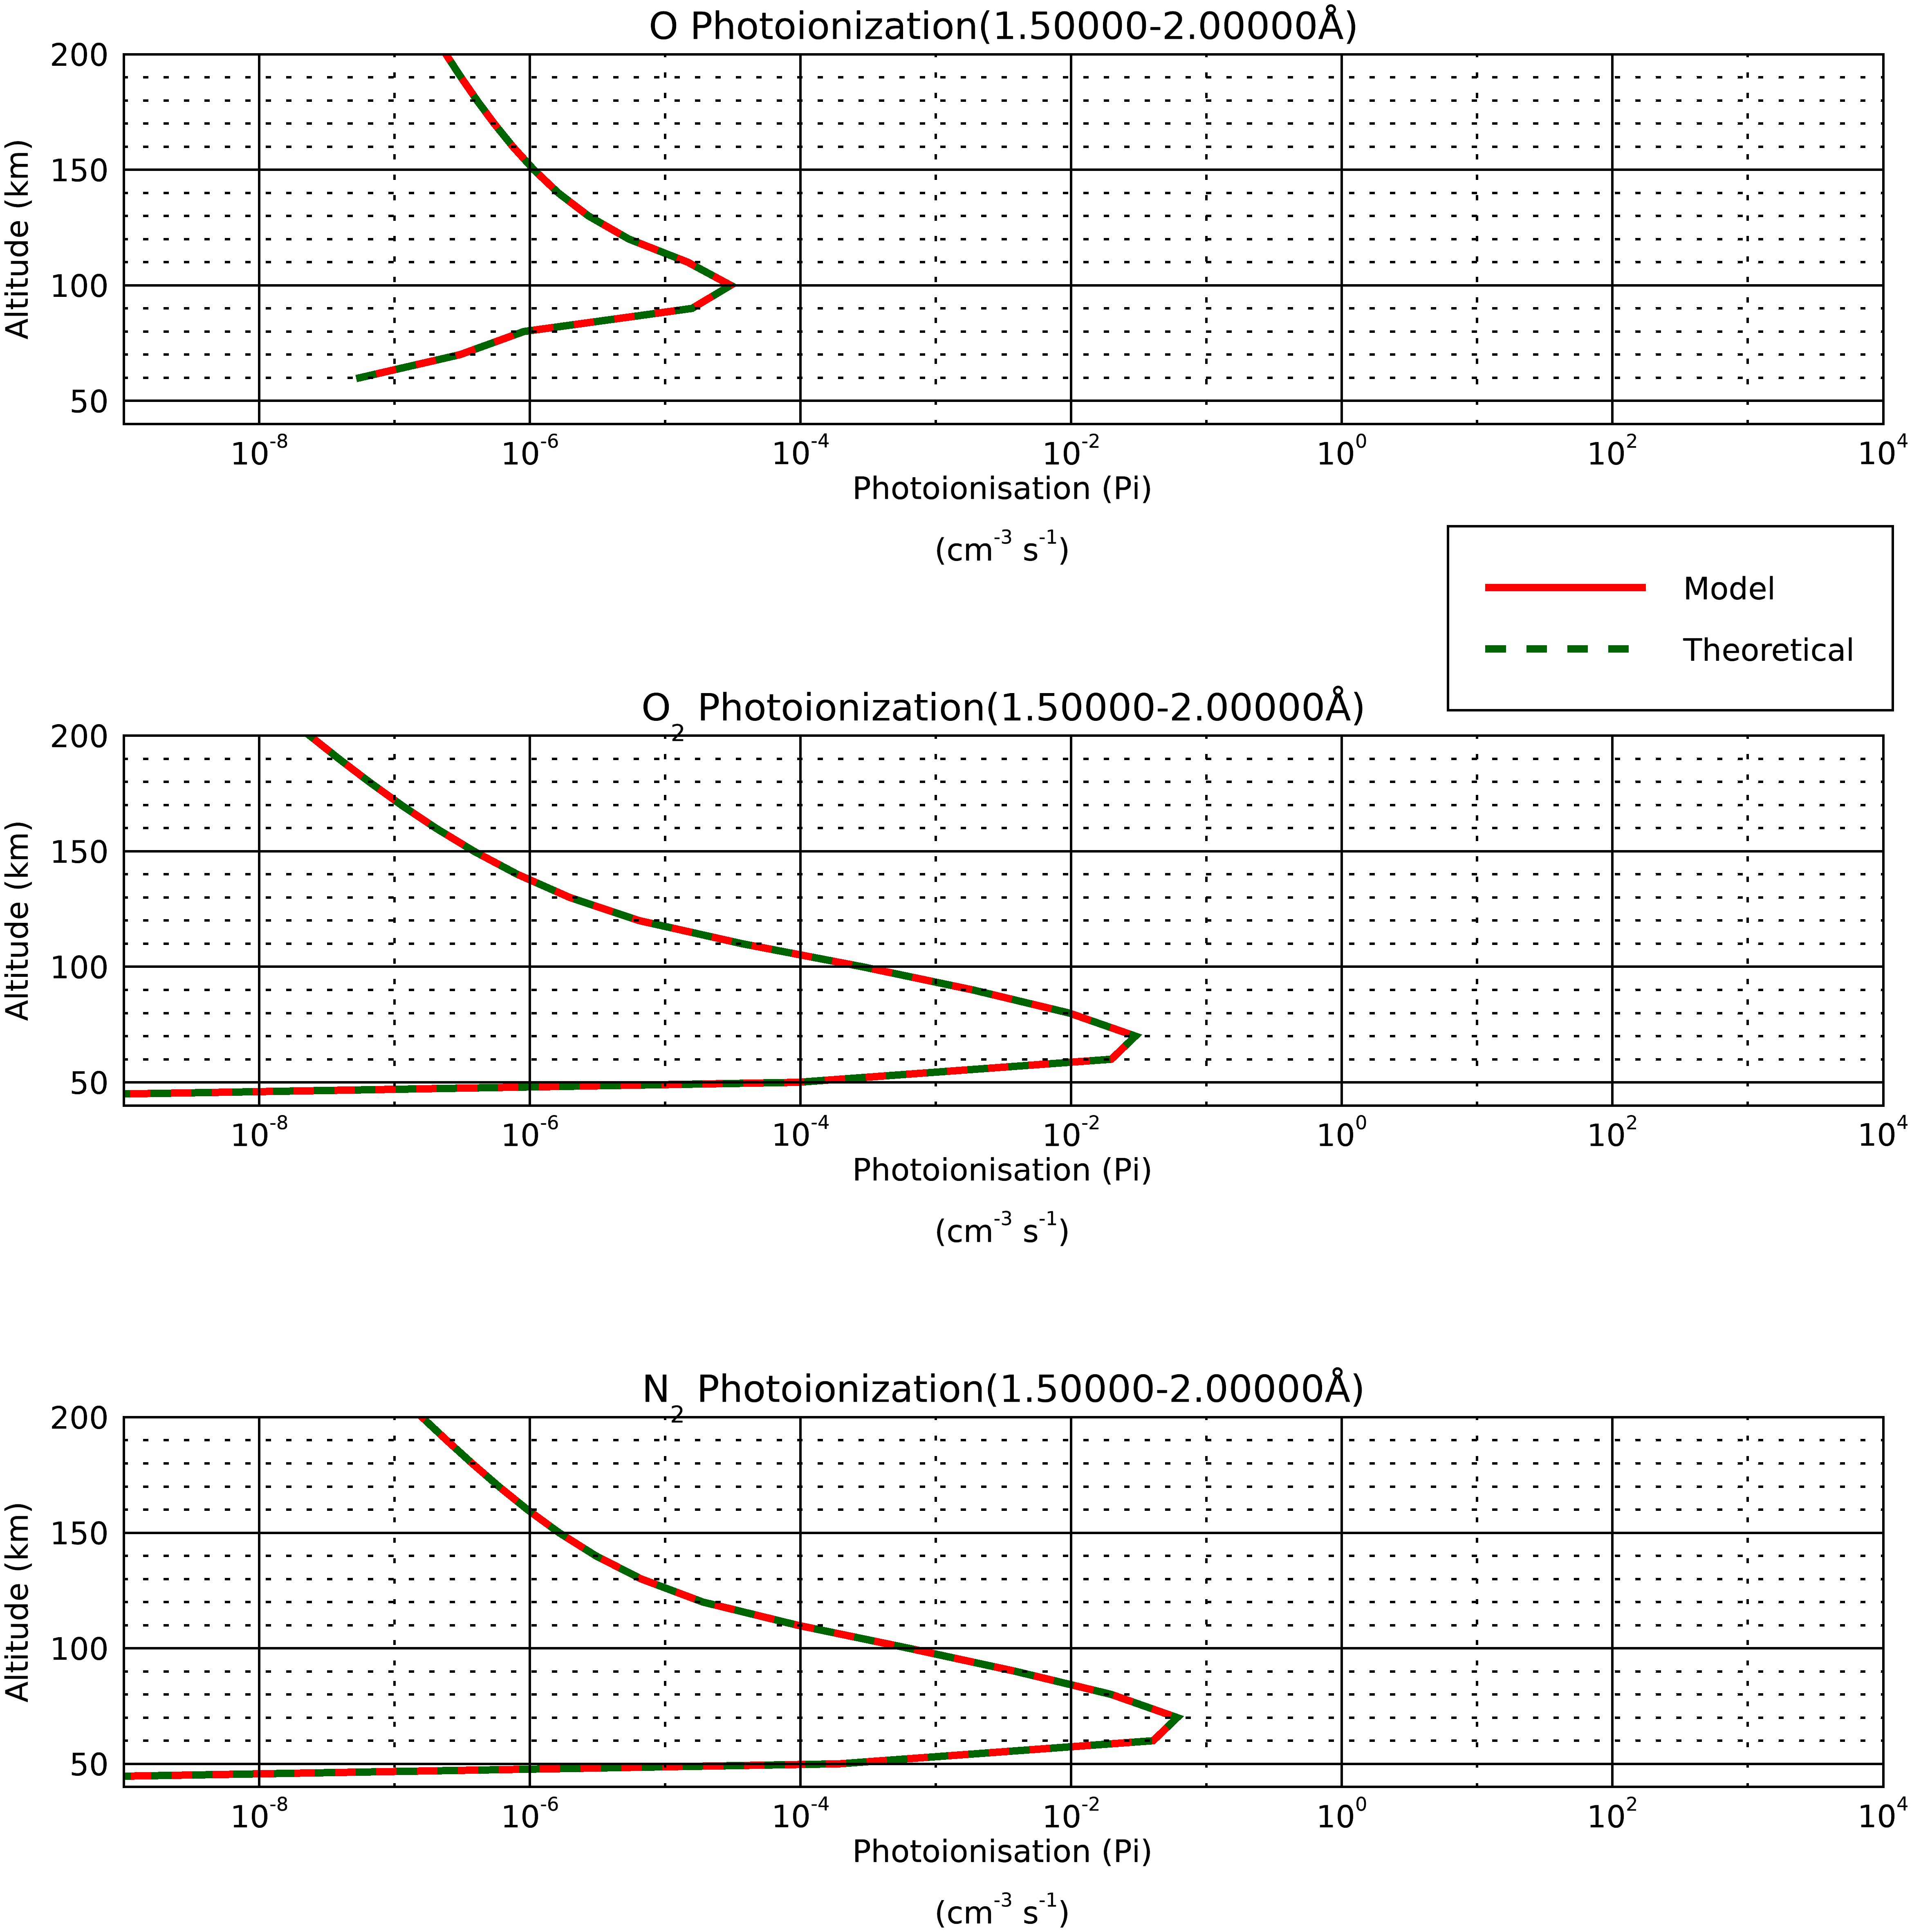 O Photoionization(1.50000-2.00000Å)
200
150
100
50
Altitude (km)
10-8 10-6 10-4 10-2 100 102 104
Photoionisation (Pi)
(cm-3 s-1)
Model
Theoretical
O2 Photoionization(1.50000-2.00000Å)
200
150
100
50
Altitude (km)
10-8 10-6 10-4 10-2 100 102 104
Photoionisation (Pi)
(cm-3 s-1)
N2 Photoionization(1.50000-2.00000Å)
200
150
100
50
Altitude (km)
10-8 10-6 10-4 10-2 100 102 104
Photoionisation (Pi)
(cm-3 s-1)